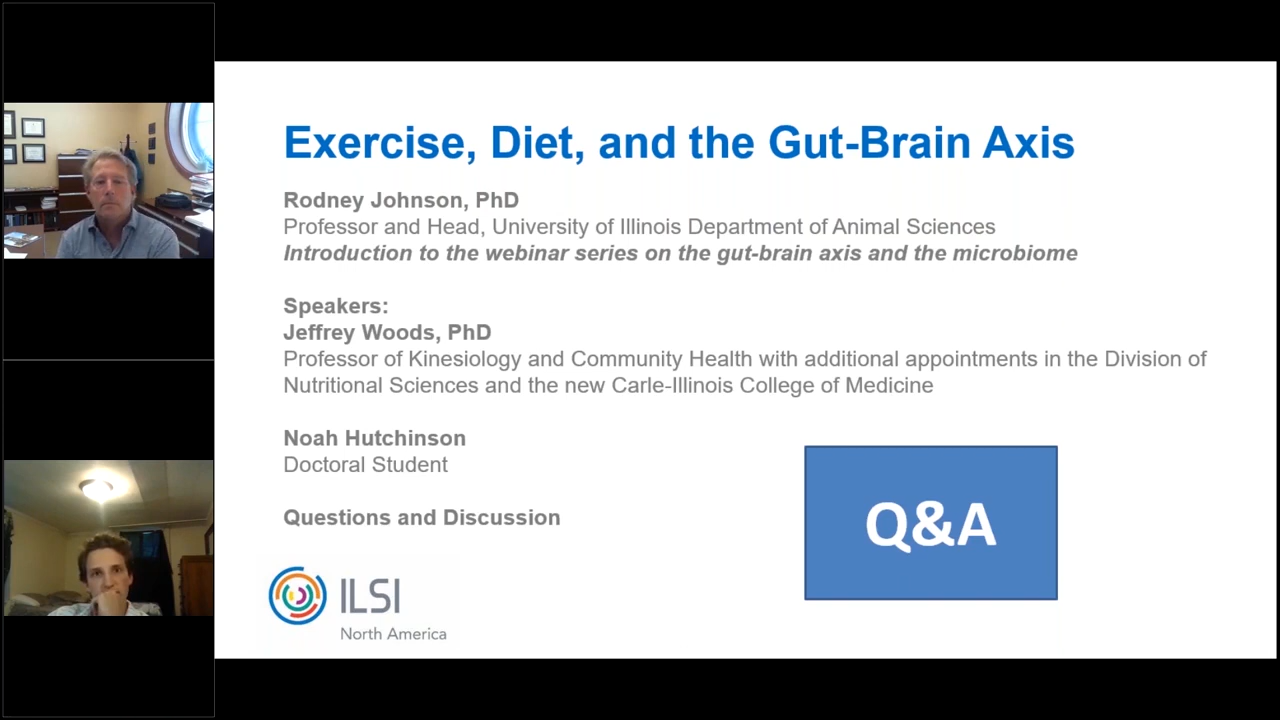 Exercise, Diet, and the Gut-Brain Axis
Rodney Johnson, PhD
Professor and Head, University of Illinois Department of Animal Sciences
Introduction to the webinar series on the gut-brain axis and the microbiome
Speakers:
Jeffrey Woods, PhD
Professor of Kinesiology and Community Health with additional appointments in the Division of
Nutritional Sciences and the new Carle-Illinois College of Medicine
Noah Hutchinson
Doctoral Student
Questions and Discussion
Q&A
ILSI
North America